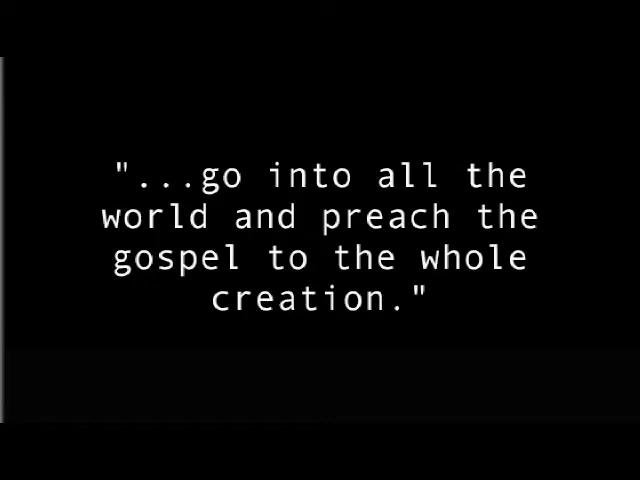 "...go into all the
world and preach the
gospel to the whole
creation."